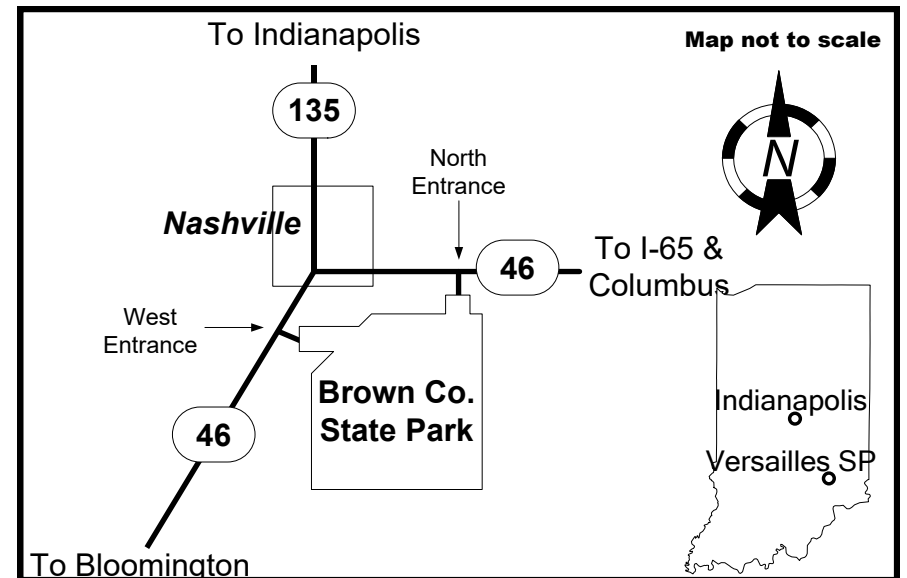 To Indianapolis
Map not to scale
135
N
North
Entrance
Nashville
46
To I-65 &
Columbus
West
Entrance
Brown Co.
State Park
Indianapolis
46
Versailles SP
To Bloomington